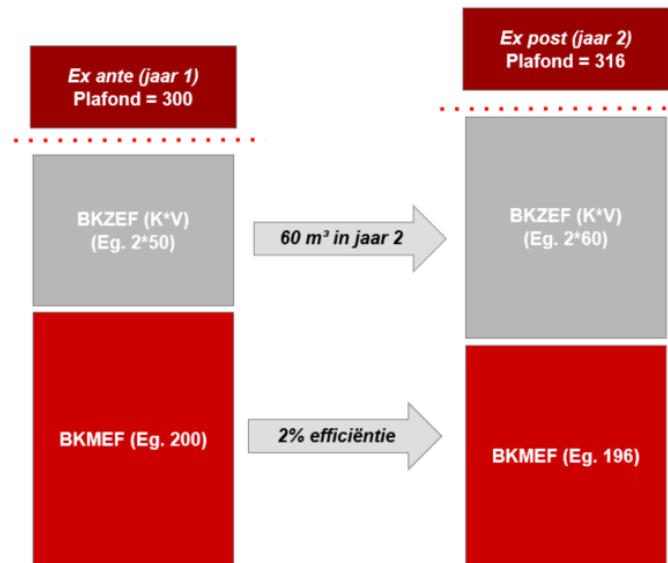 Ex ante (jaar 1)
Plafond = 300
Ex post (jaar 2)
Plafond = 316
BKZEF (K*V)
(Eg. 2*50)
60 m³ in jaar 2
BKZEF (K*V)
(Eg. 2*60)
BKMEF (Eg. 200)
2% efficiëntie
BKMEF (Eg. 196)